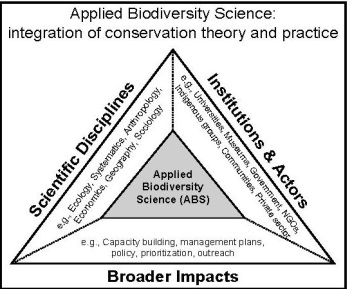 Applied Biodiversity Science:
integration of conservation theory and practice
Scientific Disciplines
e.g., Ecology, Systematics, Anthropology,
Economics, Geography, Sociology
Institutions & Actors
e.g., Universities, Museums, Government, NGOs,
Indigenous groups, Communities, Private sector
Applied
Biodiversity
Science (ABS)
e.g., Capacity building, management plans,
policy, prioritization, outreach
Broader Impacts